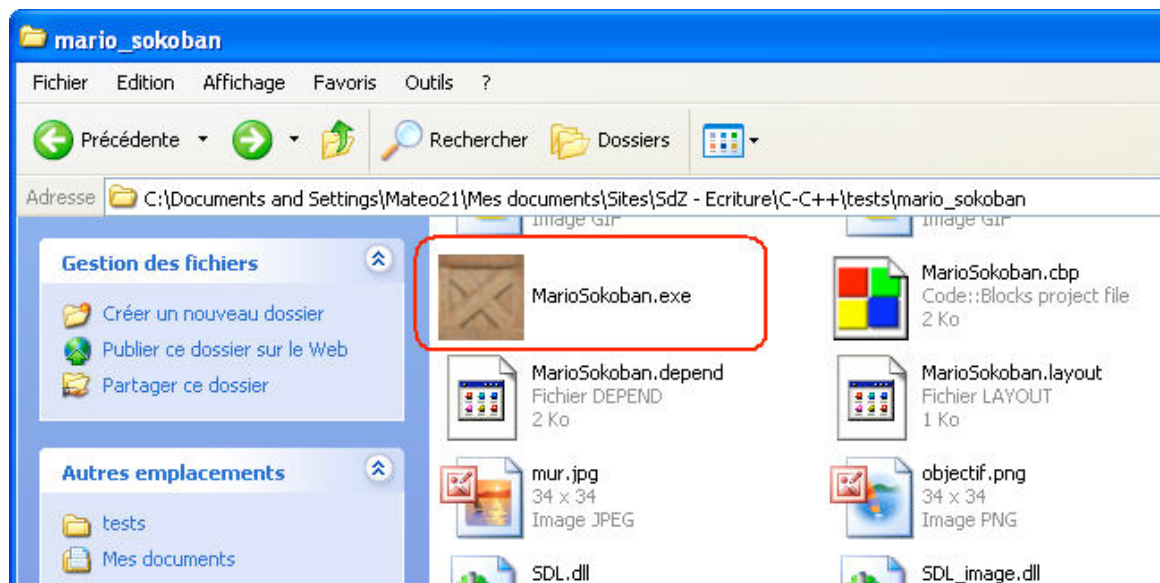 mario_sokoban
Fichier Edition Affichage Favoris Outils ?
Précédente Rechercher Dossiers
Adresse C:\Documents and Settings\Mateo21\Mes documents\Sites\SdZ - Ecriture\C-C++\tests\mario_sokoban
Image GIF Image GIF
Gestion des fichiers
Créer un nouveau dossier
Publier ce dossier sur le Web
Partager ce dossier
Autres emplacements
tests
Mes documents
MarioSokoban.exe
MarioSokoban.cbp
Code::Blocks project file
2 Ko
MarioSokoban.depend
Fichier DEPEND
2 Ko
MarioSokoban.layout
Fichier LAYOUT
1 Ko
mur.jpg
34 x 34
Image JPEG
objectif.png
34 x 34
Image PNG
SDL.dll
SDL_image.dll